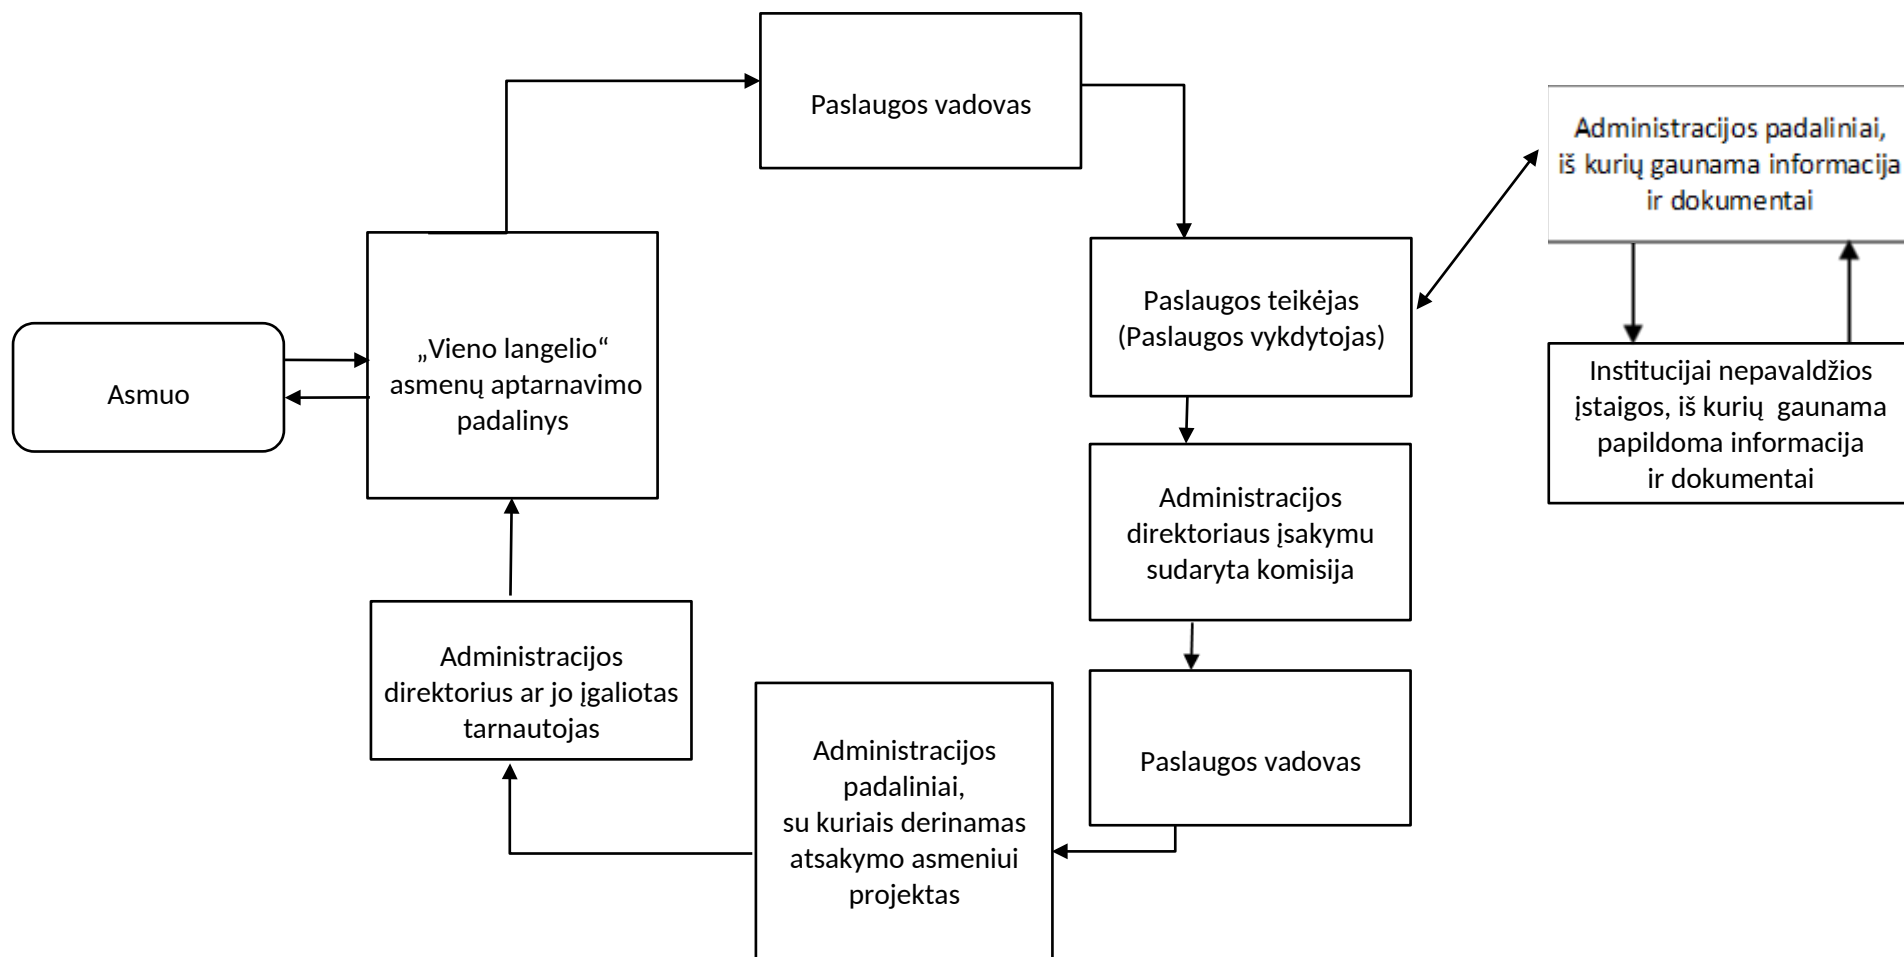 Paslaugos vadovas
Administracijos padaliniai,
iš kurių gaunama informacija
ir dokumentai
Paslaugos teikėjas
(Paslaugos vykdytojas)
„Vieno langelio“
asmenų aptarnavimo
padalinys
Asmuo
Institucijai nepavaldžios
įstaigos, iš kurių  gaunama
papildoma informacija
ir dokumentai
Administracijos
direktoriaus įsakymu
sudaryta komisija
Administracijos
direktorius ar jo įgaliotas
tarnautojas
Paslaugos vadovas
Administracijos
padaliniai,
su kuriais derinamas
atsakymo asmeniui
projektas